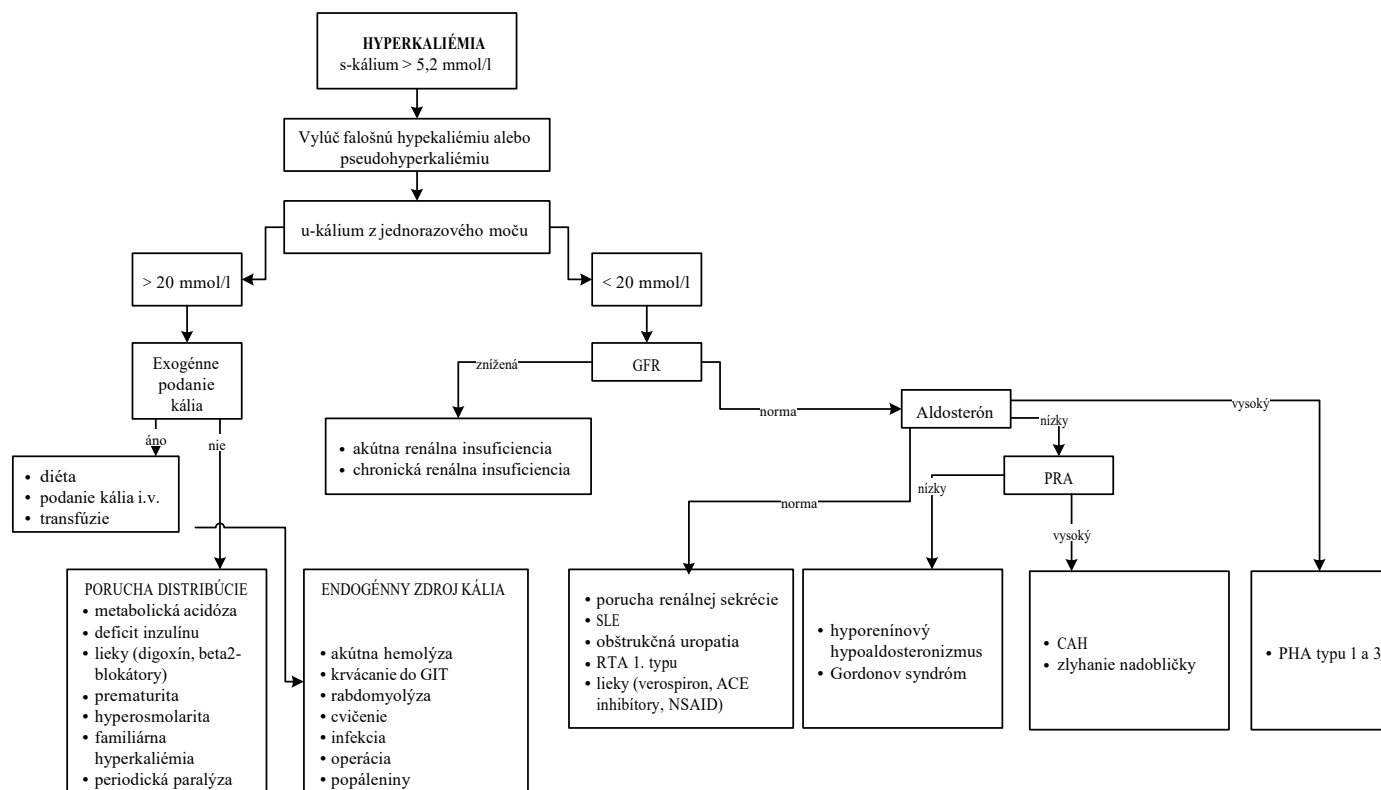 HYPERKALIÉMIA
s-kálium > 5,2 mmol/l
Vylúč falošnú hypekaliémiu alebo
pseudohyperkaliémiu
u-kálium z jednorazového moču
> 20 mmol/l
< 20 mmol/l
Exogénne
podanie
kália
znížená
GFR
norma
Aldosterón
vysoký
nízky
áno
nie
• akútna renálna insuficiencia
• chronická renálna insuficiencia
• diéta
• podanie kália i.v.
• transfúzie
PRA
nízky
norma
vysoký
PORUCHA DISTRIBÚCIE
• metabolická acidóza
• deficit inzulínu
• lieky (digoxín, beta2-
blokátory)
• prematurita
• hyperosmolarita
• familiárna
hyperkaliémia
• periodická paralýza
ENDOGÉNNY ZDROJ KÁLIA
• akútna hemolýza
• krvácanie do GIT
• rabdomyolýza
• cvičenie
• infekcia
• operácia
• popáleniny
• porucha renálnej sekrécie
• SLE
• obštrukčná uropatia
• RTA 1. typu
• lieky (verospiron, ACE
inhibítory, NSAID)
• hyporenínový
hypoaldosteronizmus
• Gordonov syndróm
• CAH
• zlyhanie nadobličky
• PHA typu 1 a 3